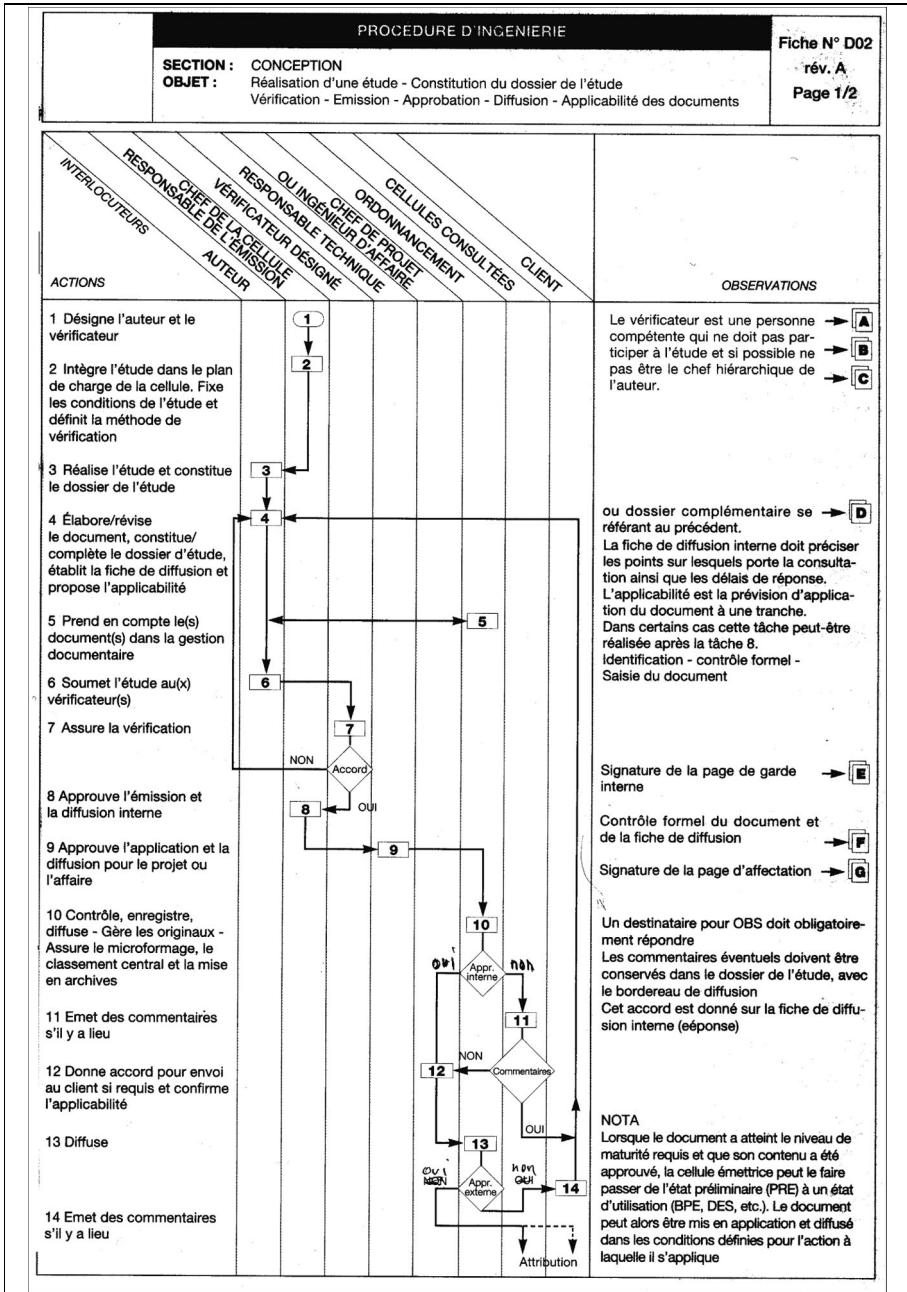 PROCEDURE D'INGENIERIE
Fiche N° D02
rév. A
Page 1/2
SECTION : CONCEPTION
OBJET : Réalisation d'une étude - Constitution du dossier de l'étude
Vérification - Emission - Approbation - Diffusion - Applicabilité des documents
INTERLOCUTEURS
AUTEUR
RESPONSABLE DE L'ÉMISSION
CHEF DE LA CELLULE
VÉRIFICATEUR DÉSIGNÉ
RESPONSABLE TECHNIQUE
OU INGÉNIEUR D'AFFAIRE
CHEF DE PROJET
ORDONNANCEMENT
CELLULES CONSULTÉES
CLIENT
ACTIONS
OBSERVATIONS
1 Désigne l'auteur et le
vérificateur
2 Intègre l'étude dans le plan
de charge de la cellule. Fixe
les conditions de l'étude et
définit la méthode de
vérification
3 Réalise l'étude et constitue
le dossier de l'étude
4 Élabore/révise
le document, constitue/
complète le dossier d'étude,
établit la fiche de diffusion et
propose l'applicabilité
5 Prend en compte le(s)
document(s) dans la gestion
documentaire
6 Soumet l'étude au(x)
vérificateur(s)
7 Assure la vérification
8 Approuve l'émission et
la diffusion interne
9 Approuve l'application et la
diffusion pour le projet ou
l'affaire
10 Contrôle, enregistre,
diffuse - Gère les originaux -
Assure le microformage, le
classement central et la mise
en archives
11 Emet des commentaires
s'il y a lieu
12 Donne accord pour envoi
au client si requis et confirme
l'applicabilité
13 Diffuse
14 Emet des commentaires
s'il y a lieu
1
2
3
4
5
6
7
NON
Accord
OUI
8
9
10
oui
Appr.
interne
non
11
NON
12
Commentaires
OUI
13
oui
NON
Appr.
externe
non
OUI
14
Attribution
Le vérificateur est une personne
compétente qui ne doit pas par-
ticiper à l'étude et si possible ne
pas être le chef hiérarchique de
l'auteur.
A
B
C
ou dossier complémentaire se
référant au précédent.
D
La fiche de diffusion interne doit préciser
les points sur lesquels porte la consulta-
tion ainsi que les délais de réponse.
L'applicabilité est la prévision d'applica-
tion du document à une tranche.
Dans certains cas cette tâche peut-être
réalisée après la tâche 8.
Identification - contrôle formel -
Saisie du document
Signature de la page de garde
interne
E
Contrôle formel du document et
de la fiche de diffusion
F
Signature de la page d'affectation
G
Un destinataire pour OBS doit obligatoire-
ment répondre
Les commentaires éventuels doivent être
conservés dans le dossier de l'étude, avec
le bordereau de diffusion
Cet accord est donné sur la fiche de diffu-
sion interne (eéponse)
NOTA
Lorsque le document a atteint le niveau de
maturité requis et que son contenu a été
approuvé, la cellule émettrice peut le faire
passer de l'état préliminaire (PRE) à un état
d'utilisation (BPE, DES, etc.). Le document
peut alors être mis en application et diffusé
dans les conditions définies pour l'action à
laquelle il s'applique